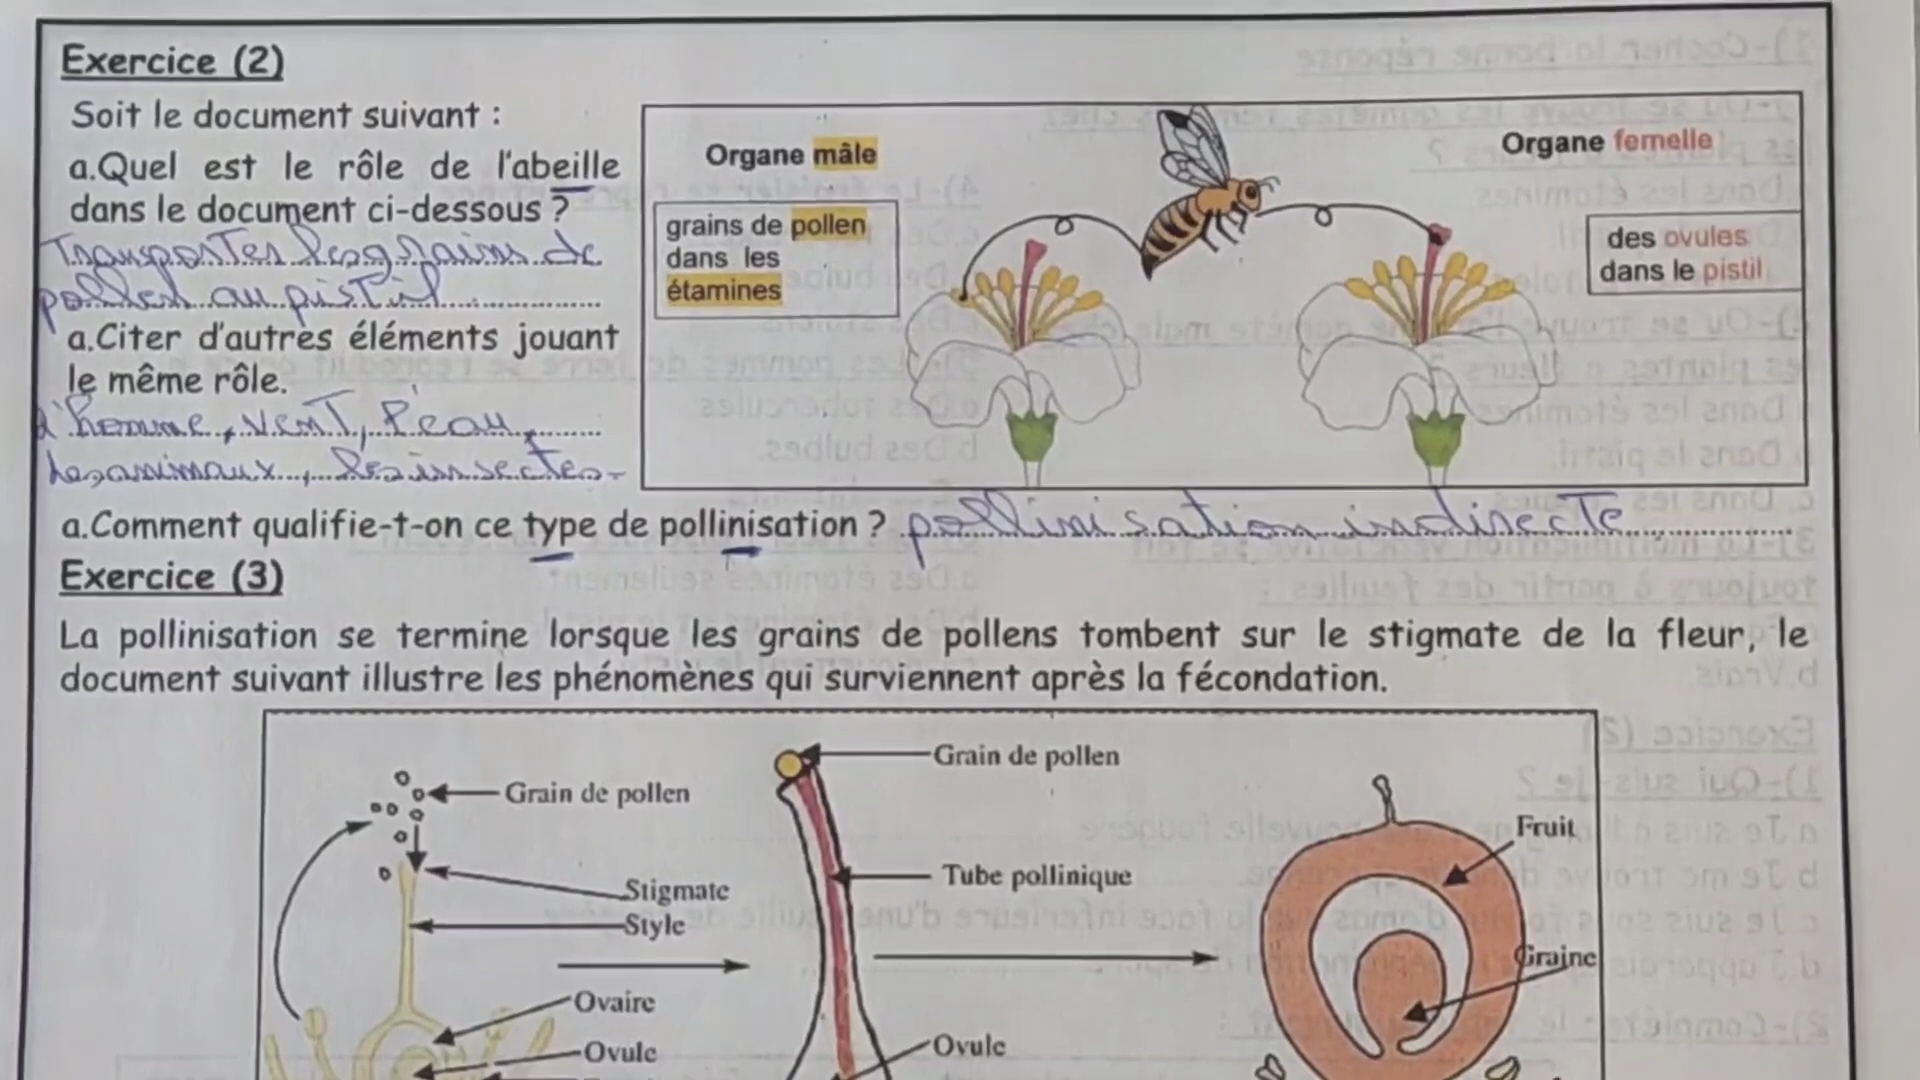 Exercice (2)
Soit le document suivant :
a.Quel est le rôle de l'abeille
dans le document ci-dessous ?
Transporter les grains de
pollen au pistil
a.Citer d'autres éléments jouant
le même rôle.
l'homme, vent, l'eau,
les animaux, les insectes-
Organe mâle
grains de pollen
dans les
étamines
Organe femelle
des ovules
dans le pistil
a.Comment qualifie-t-on ce type de pollinisation ? pollinisation indirecte
Exercice (3)
La pollinisation se termine lorsque les grains de pollens tombent sur le stigmate de la fleur, le
document suivant illustre les phénomènes qui surviennent après la fécondation.
Grain de pollen
Stigmate
Style
Ovaire
Ovule
Grain de pollen
Tube pollinique
Ovule
Fruit
Graine